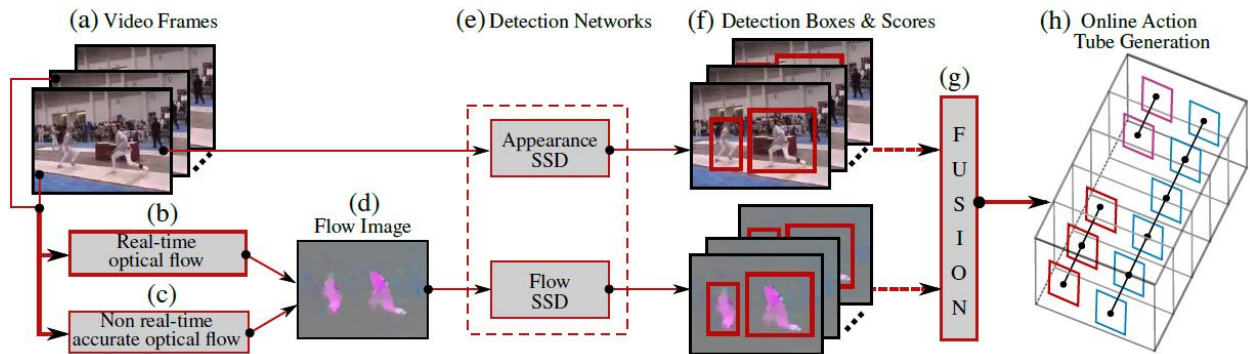 (a) Video Frames
(e) Detection Networks
(f) Detection Boxes & Scores
(h) Online Action
Tube Generation
(g)
Appearance
SSD
FUSION
(b)
Real-time
optical flow
(d)
Flow Image
(c)
Non real-time
accurate optical flow
Flow
SSD